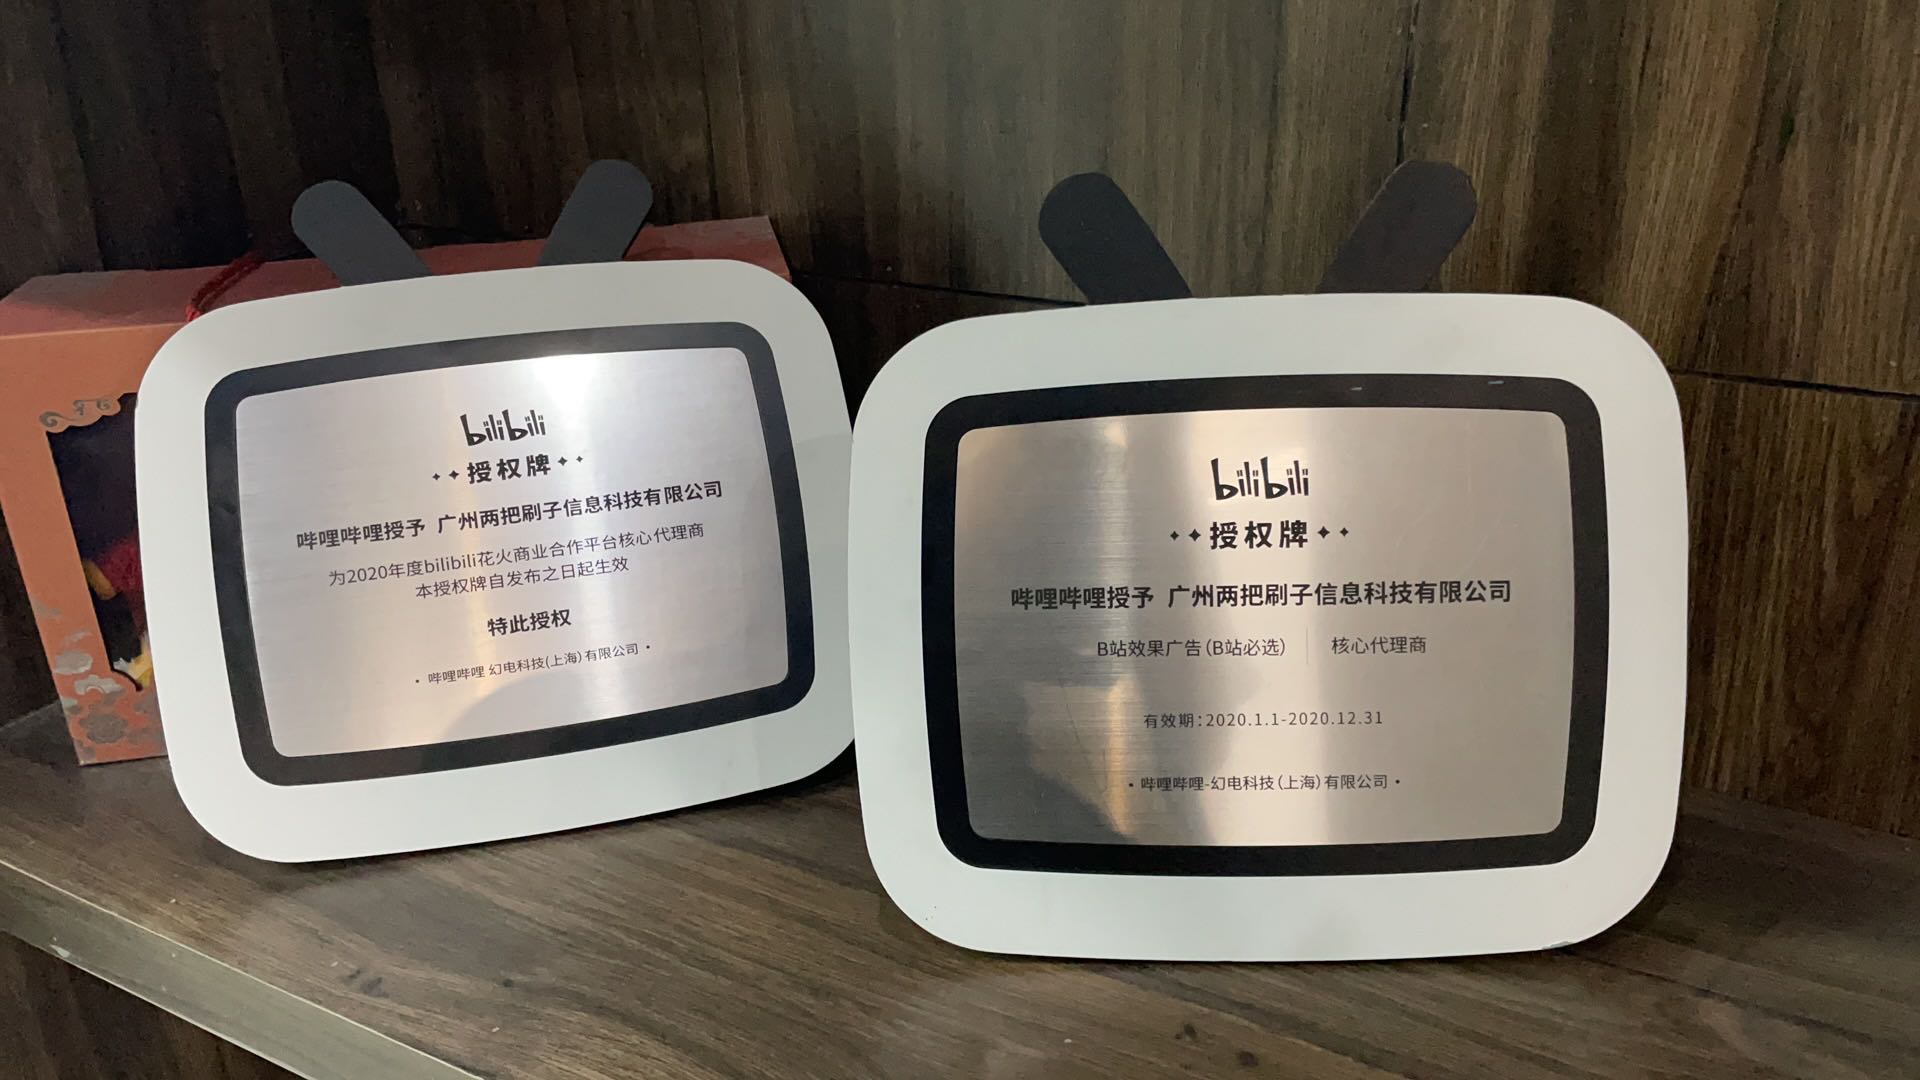 bilibili
授权牌
哔哩哔哩授予 广州两把刷子信息科技有限公司
为2020年度bilibili花火商业合作平台核心代理商
本授权牌自发布之日起生效
特此授权
• 哔哩哔哩 幻电科技(上海)有限公司 •
bilibili
授权牌
哔哩哔哩授予 广州两把刷子信息科技有限公司
B站效果广告(B站必选) 核心代理商
有效期:2020.1.1-2020.12.31
• 哔哩哔哩-幻电科技(上海)有限公司 •